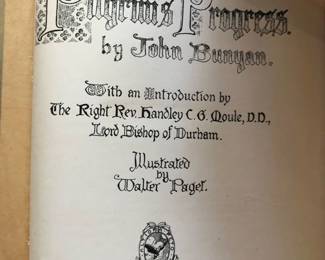 Pilgrim's Progress.
by John Bunyan.
With an Introduction by
The Right Rev. Handley C. G. Moule, D.D.,
Lord Bishop of Durham.
Illustrated
by
Walter Paget.